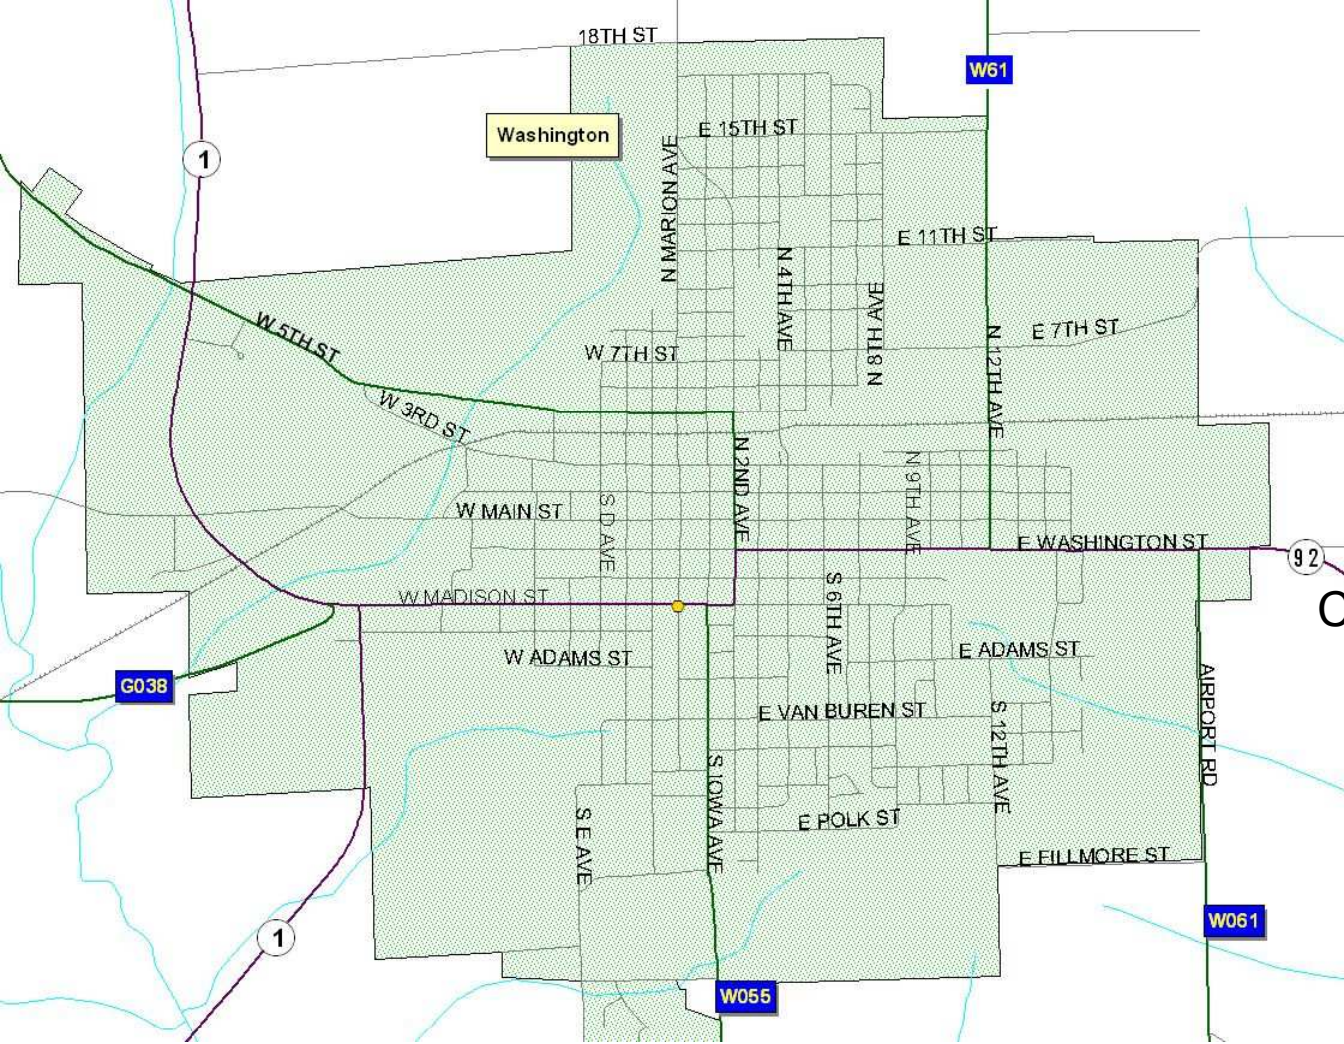 18TH ST
W61
Washington
E 15TH ST
1
N MARION AVE
E 11TH ST
N 4TH AVE
N 8TH AVE
W 5TH ST
E 7TH ST
W 7TH ST
N 12TH AVE
W 3RD ST
N 2ND AVE
N 9TH AVE
S D AVE
W MAIN ST
E WASHINGTON ST
92
W MADISON ST
S 6TH AVE
C
W ADAMS ST
E ADAMS ST
G038
AIRPORT RD
E VAN BUREN ST
S 12TH AVE
S IOWA AVE
S E AVE
E POLK ST
E FILLMORE ST
W061
1
W055